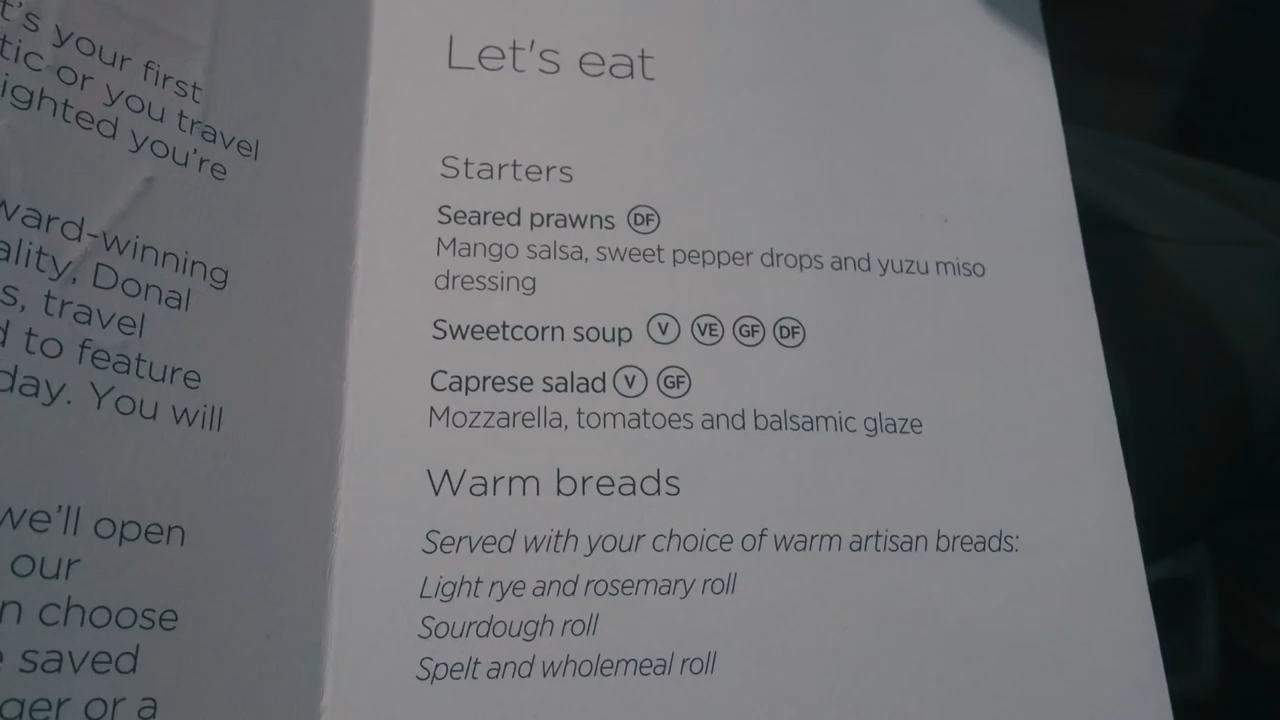 t's your first
tic or you travel
ighted you're
ward-winning
ality, Donal
s, travel
d to feature
day. You will
we'll open
our
n choose
saved
ger or a
Let's eat
Starters
Seared prawns DF
Mango salsa, sweet pepper drops and yuzu miso
dressing
Sweetcorn soup V VE GF DF
Caprese salad V GF
Mozzarella, tomatoes and balsamic glaze
Warm breads
Served with your choice of warm artisan breads:
Light rye and rosemary roll
Sourdough roll
Spelt and wholemeal roll